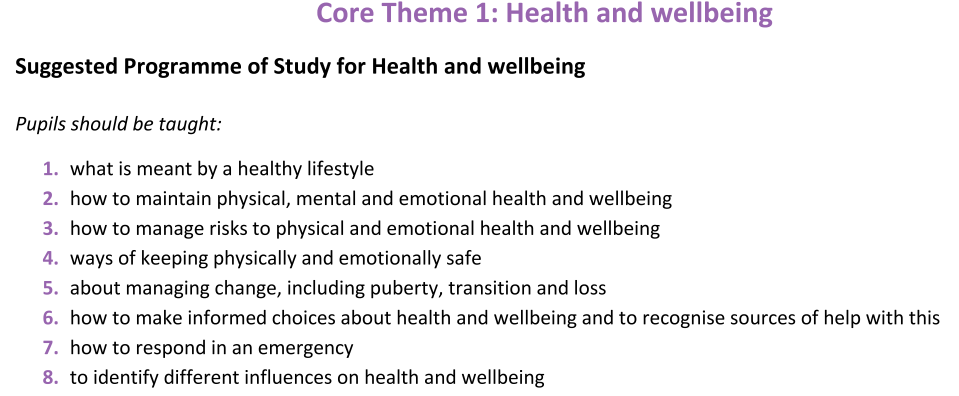 Core Theme 1: Health and wellbeing
Suggested Programme of Study for Health and wellbeing
Pupils should be taught:
1. what is meant by a healthy lifestyle
2. how to maintain physical, mental and emotional health and wellbeing
3. how to manage risks to physical and emotional health and wellbeing
4. ways of keeping physically and emotionally safe
5. about managing change, including puberty, transition and loss
6. how to make informed choices about health and wellbeing and to recognise sources of help with this
7. how to respond in an emergency
8. to identify different influences on health and wellbeing